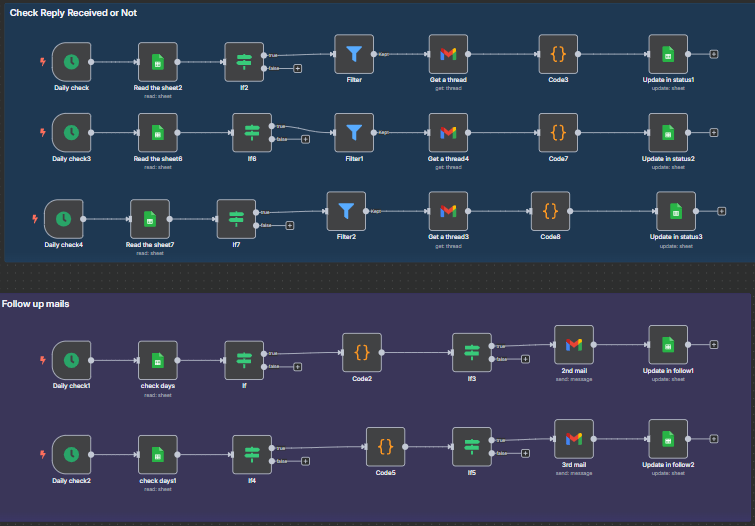 Check Reply Received or Not
true
false
Kept
Daily check
Read the sheet2
read: sheet
If2
Filter
Get a thread
get: thread
Code3
Update in status1
update: sheet
true
false
Kept
Daily check3
Read the sheet6
read: sheet
If6
Filter1
Get a thread4
get: thread
Code7
Update in status2
update: sheet
true
false
Kept
Daily check4
Read the sheet7
read: sheet
If7
Filter2
Get a thread3
get: thread
Code8
Update in status3
update: sheet
Follow up mails
true
false
true
false
Daily check1
check days
read: sheet
If
Code2
If3
2nd mail
send: message
Update in follow1
update: sheet
true
false
true
false
Daily check2
check days1
read: sheet
If4
Code5
If5
3rd mail
send: message
Update in follow2
update: sheet